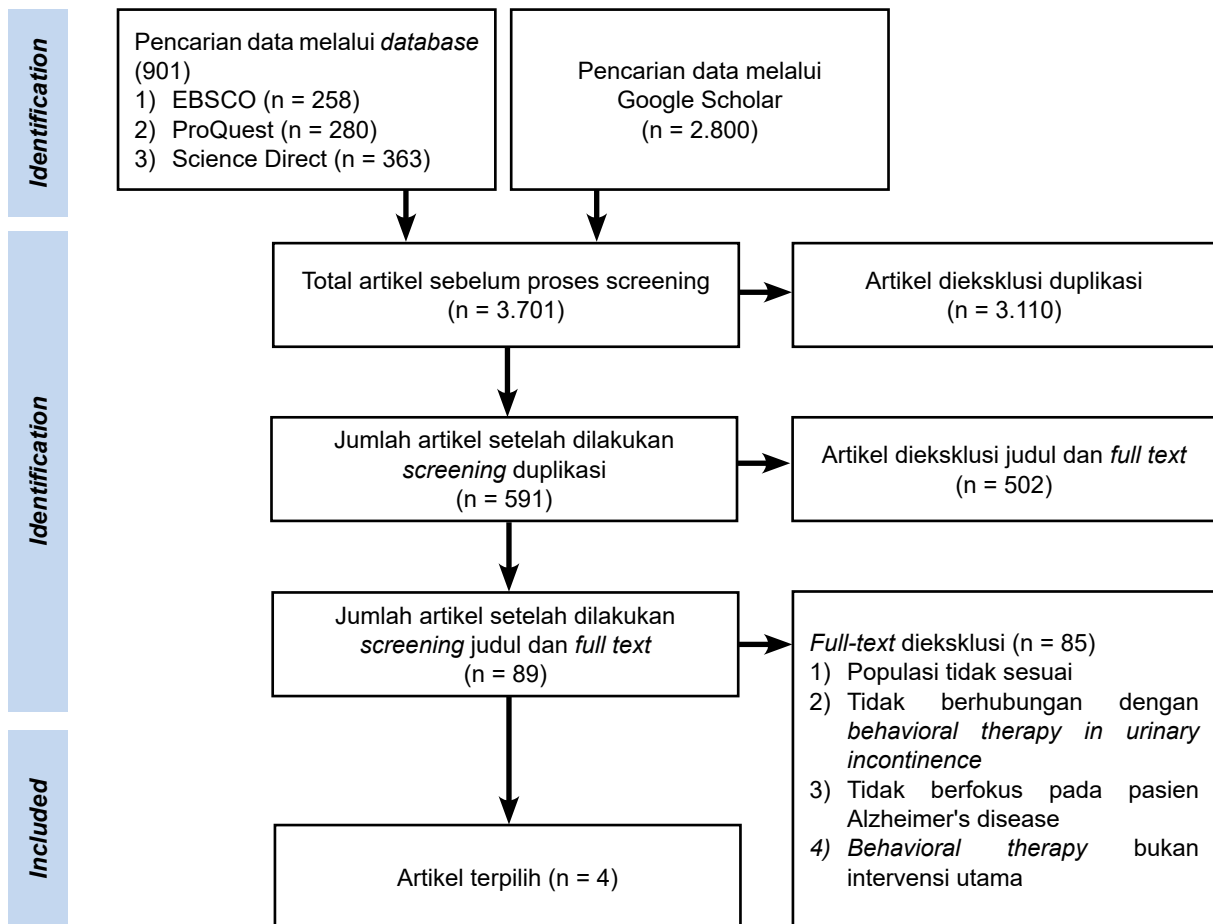 Identification
Pencarian data melalui database
(901)
1) EBSCO (n = 258)
2) ProQuest (n = 280)
3) Science Direct (n = 363)
Pencarian data melalui
Google Scholar
(n = 2.800)
Identification
Total artikel sebelum proses screening
(n = 3.701)
Artikel dieksklusi duplikasi
(n = 3.110)
Jumlah artikel setelah dilakukan
screening duplikasi
(n = 591)
Artikel dieksklusi judul dan full text
(n = 502)
Jumlah artikel setelah dilakukan
screening judul dan full text
(n = 89)
Full-text dieksklusi (n = 85)
1) Populasi tidak sesuai
2) Tidak berhubungan dengan
behavioral therapy in urinary
incontinence
3) Tidak berfokus pada pasien
Alzheimer's disease
4) Behavioral therapy bukan
intervensi utama
Included
Artikel terpilih (n = 4)